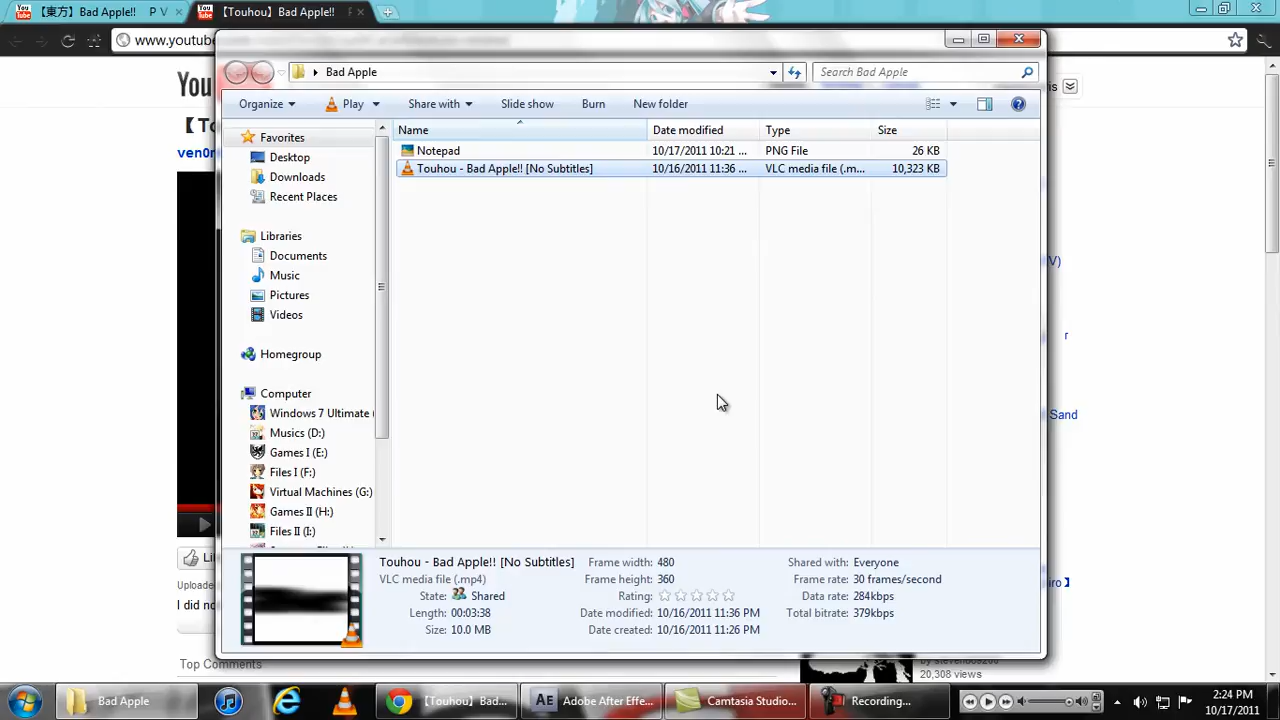 【東方】Bad Apple!! P V
【Touhou】Bad Apple!!
www.youtube
You
【To
ven0
Bad Apple
Search Bad Apple
Organize
Play
Share with
Slide show
Burn
New folder
Name
Date modified
Type
Size
Favorites
Desktop
Downloads
Recent Places
Libraries
Documents
Music
Pictures
Videos
Homegroup
Computer
Windows 7 Ultimate (
Musics (D:)
Games I (E:)
Files I (F:)
Virtual Machines (G:)
Games II (H:)
Files II (I:)
Notepad 10/17/2011 10:21 ... PNG File 26 KB
Touhou - Bad Apple!! [No Subtitles] 10/16/2011 11:36 ... VLC media file (.m... 10,323 KB
V)
r
Sand
iro】
Li
Uploade
I did no
Top Comments
Touhou - Bad Apple!! [No Subtitles]
VLC media file (.mp4)
State: Shared
Length: 00:03:38
Size: 10.0 MB
Frame width: 480
Frame height: 360
Rating:
Date modified: 10/16/2011 11:36 PM
Date created: 10/16/2011 11:26 PM
Shared with: Everyone
Frame rate: 30 frames/second
Data rate: 284kbps
Total bitrate: 379kbps
20,308 views
Bad Apple
【Touhou】Bad...
Adobe After Effe...
Camtasia Studio...
Recording...
2:24 PM
10/17/2011